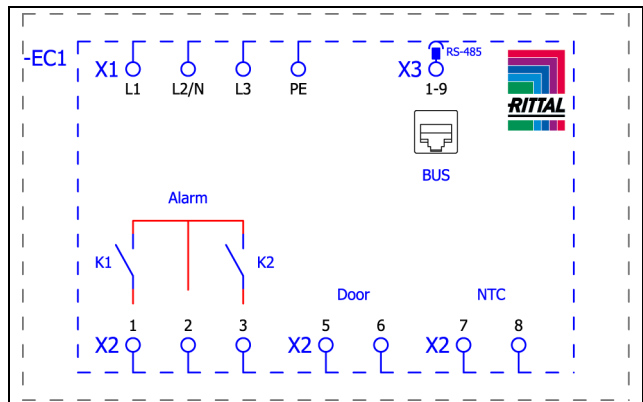 -EC1
X1 X3 RS-485
L1 L2/N L3 PE 1-9
RITTAL
BUS
Alarm
K1 K2
Door NTC
1 2 3 5 6 7 8
X2 X2 X2